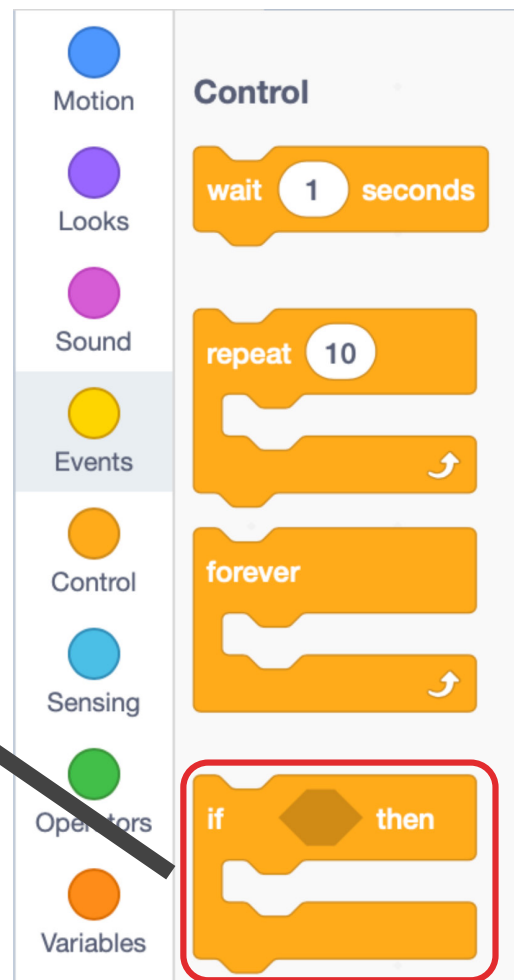 Motion
Looks
Sound
Events
Control
Sensing
Operators
Variables
Control
wait 1 seconds
repeat 10
forever
if then